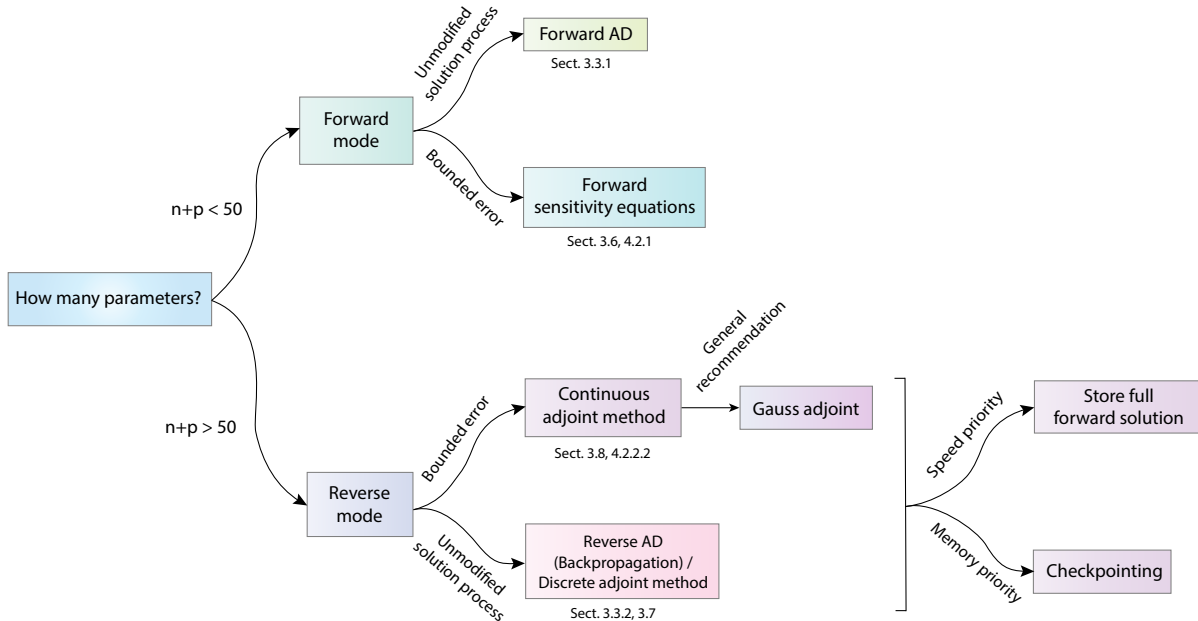 How many parameters?
n+p < 50
Forward
mode
Unmodified
solution process
Forward AD
Sect. 3.3.1
Bounded error
Forward
sensitivity equations
Sect. 3.6, 4.2.1
n+p > 50
Reverse
mode
Bounded error
Continuous
adjoint method
Sect. 3.8, 4.2.2.2
General
recommendation
Gauss adjoint
Unmodified
solution process
Reverse AD
(Backpropagation) /
Discrete adjoint method
Sect. 3.3.2, 3.7
Speed priority
Store full
forward solution
Memory priority
Checkpointing